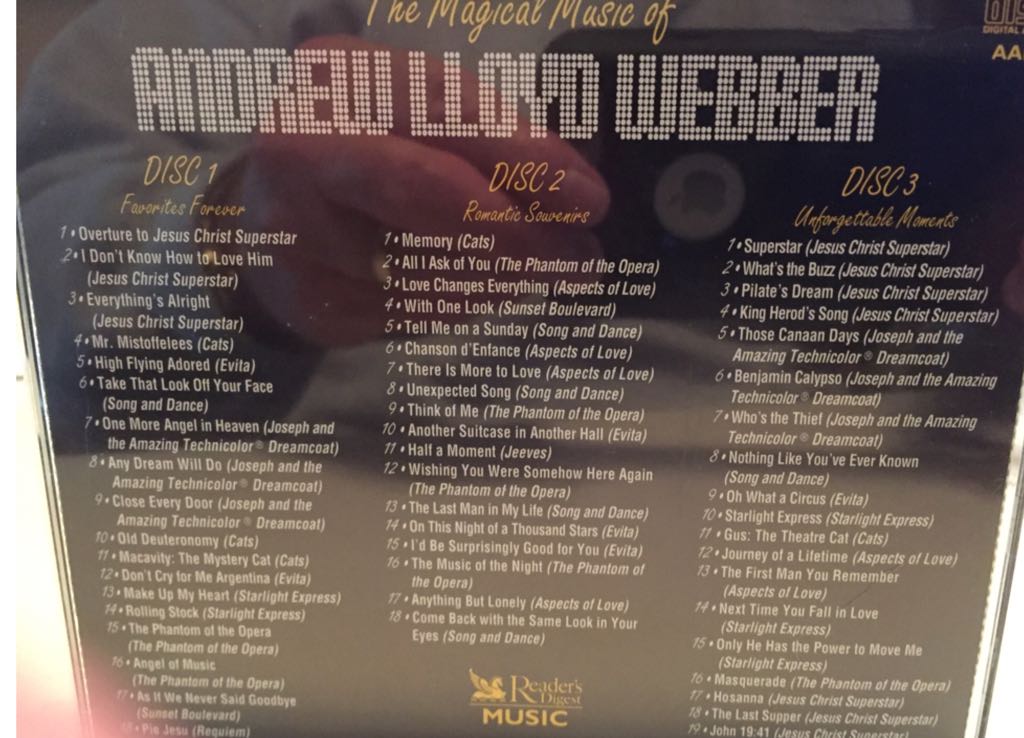 The Magical Music of
ANDREW LLOYD WEBBER
DISC 1
Favorites Forever
1 • Overture to Jesus Christ Superstar
2 • I Don't Know How to Love Him
(Jesus Christ Superstar)
3 • Everything's Alright
(Jesus Christ Superstar)
4 • Mr. Mistoffelees (Cats)
5 • High Flying Adored (Evita)
6 • Take That Look Off Your Face
(Song and Dance)
7 • One More Angel in Heaven (Joseph and
the Amazing Technicolor® Dreamcoat)
8 • Any Dream Will Do (Joseph and the
Amazing Technicolor® Dreamcoat)
9 • Close Every Door (Joseph and the
Amazing Technicolor® Dreamcoat)
10 • Old Deuteronomy (Cats)
11 • Macavity: The Mystery Cat (Cats)
12 • Don't Cry for Me Argentina (Evita)
13 • Make Up My Heart (Starlight Express)
14 • Rolling Stock (Starlight Express)
15 • The Phantom of the Opera
(The Phantom of the Opera)
16 • Angel of Music
(The Phantom of the Opera)
17 • As If We Never Said Goodbye
(Sunset Boulevard)
18 • Pie Jesu (Requiem)
DISC 2
Romantic Souvenirs
1 • Memory (Cats)
2 • All I Ask of You (The Phantom of the Opera)
3 • Love Changes Everything (Aspects of Love)
4 • With One Look (Sunset Boulevard)
5 • Tell Me on a Sunday (Song and Dance)
6 • Chanson d'Enfance (Aspects of Love)
7 • There Is More to Love (Aspects of Love)
8 • Unexpected Song (Song and Dance)
9 • Think of Me (The Phantom of the Opera)
10 • Another Suitcase in Another Hall (Evita)
11 • Half a Moment (Jeeves)
12 • Wishing You Were Somehow Here Again
(The Phantom of the Opera)
13 • The Last Man in My Life (Song and Dance)
14 • On This Night of a Thousand Stars (Evita)
15 • I'd Be Surprisingly Good for You (Evita)
16 • The Music of the Night (The Phantom of
the Opera)
17 • Anything But Lonely (Aspects of Love)
18 • Come Back with the Same Look in Your
Eyes (Song and Dance)
Reader's
Digest
MUSIC
DIGITAL
AA
DISC 3
Unforgettable Moments
1 • Superstar (Jesus Christ Superstar)
2 • What's the Buzz (Jesus Christ Superstar)
3 • Pilate's Dream (Jesus Christ Superstar)
4 • King Herod's Song (Jesus Christ Superstar)
5 • Those Canaan Days (Joseph and the
Amazing Technicolor® Dreamcoat)
6 • Benjamin Calypso (Joseph and the Amazing
Technicolor® Dreamcoat)
7 • Who's the Thief (Joseph and the Amazing
Technicolor® Dreamcoat)
8 • Nothing Like You've Ever Known
(Song and Dance)
9 • Oh What a Circus (Evita)
10 • Starlight Express (Starlight Express)
11 • Gus: The Theatre Cat (Cats)
12 • Journey of a Lifetime (Aspects of Love)
13 • The First Man You Remember
(Aspects of Love)
14 • Next Time You Fall in Love
(Starlight Express)
15 • Only He Has the Power to Move Me
(Starlight Express)
16 • Masquerade (The Phantom of the Opera)
17 • Hosanna (Jesus Christ Superstar)
18 • The Last Supper (Jesus Christ Superstar)
19 • John 19:41 (Jesus Christ Superstar)